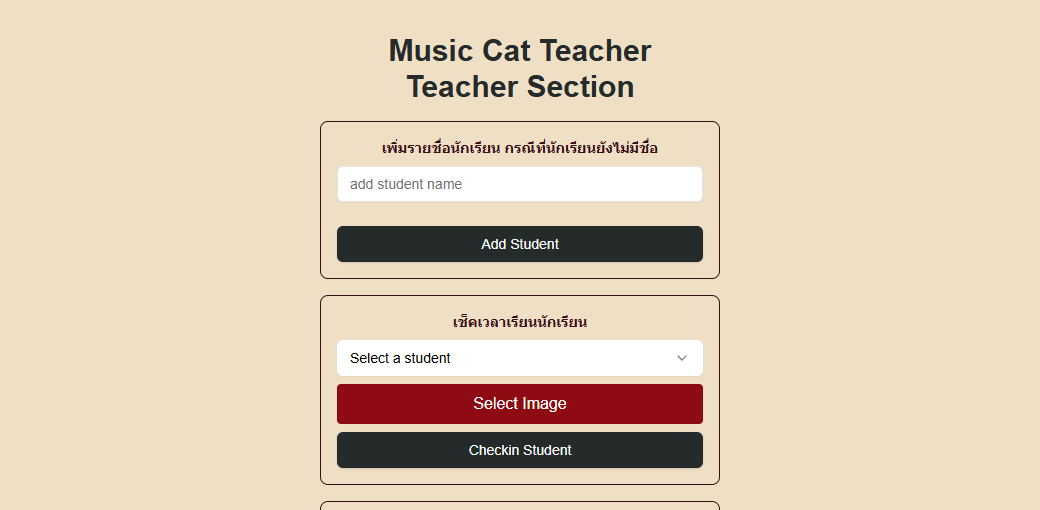 Music Cat Teacher
Teacher Section
เพิ่มรายชื่อนักเรียน กรณีที่นักเรียนยังไม่มีชื่อ
add student name
Add Student
เช็คเวลาเรียนนักเรียน
Select a student
Select Image
Checkin Student